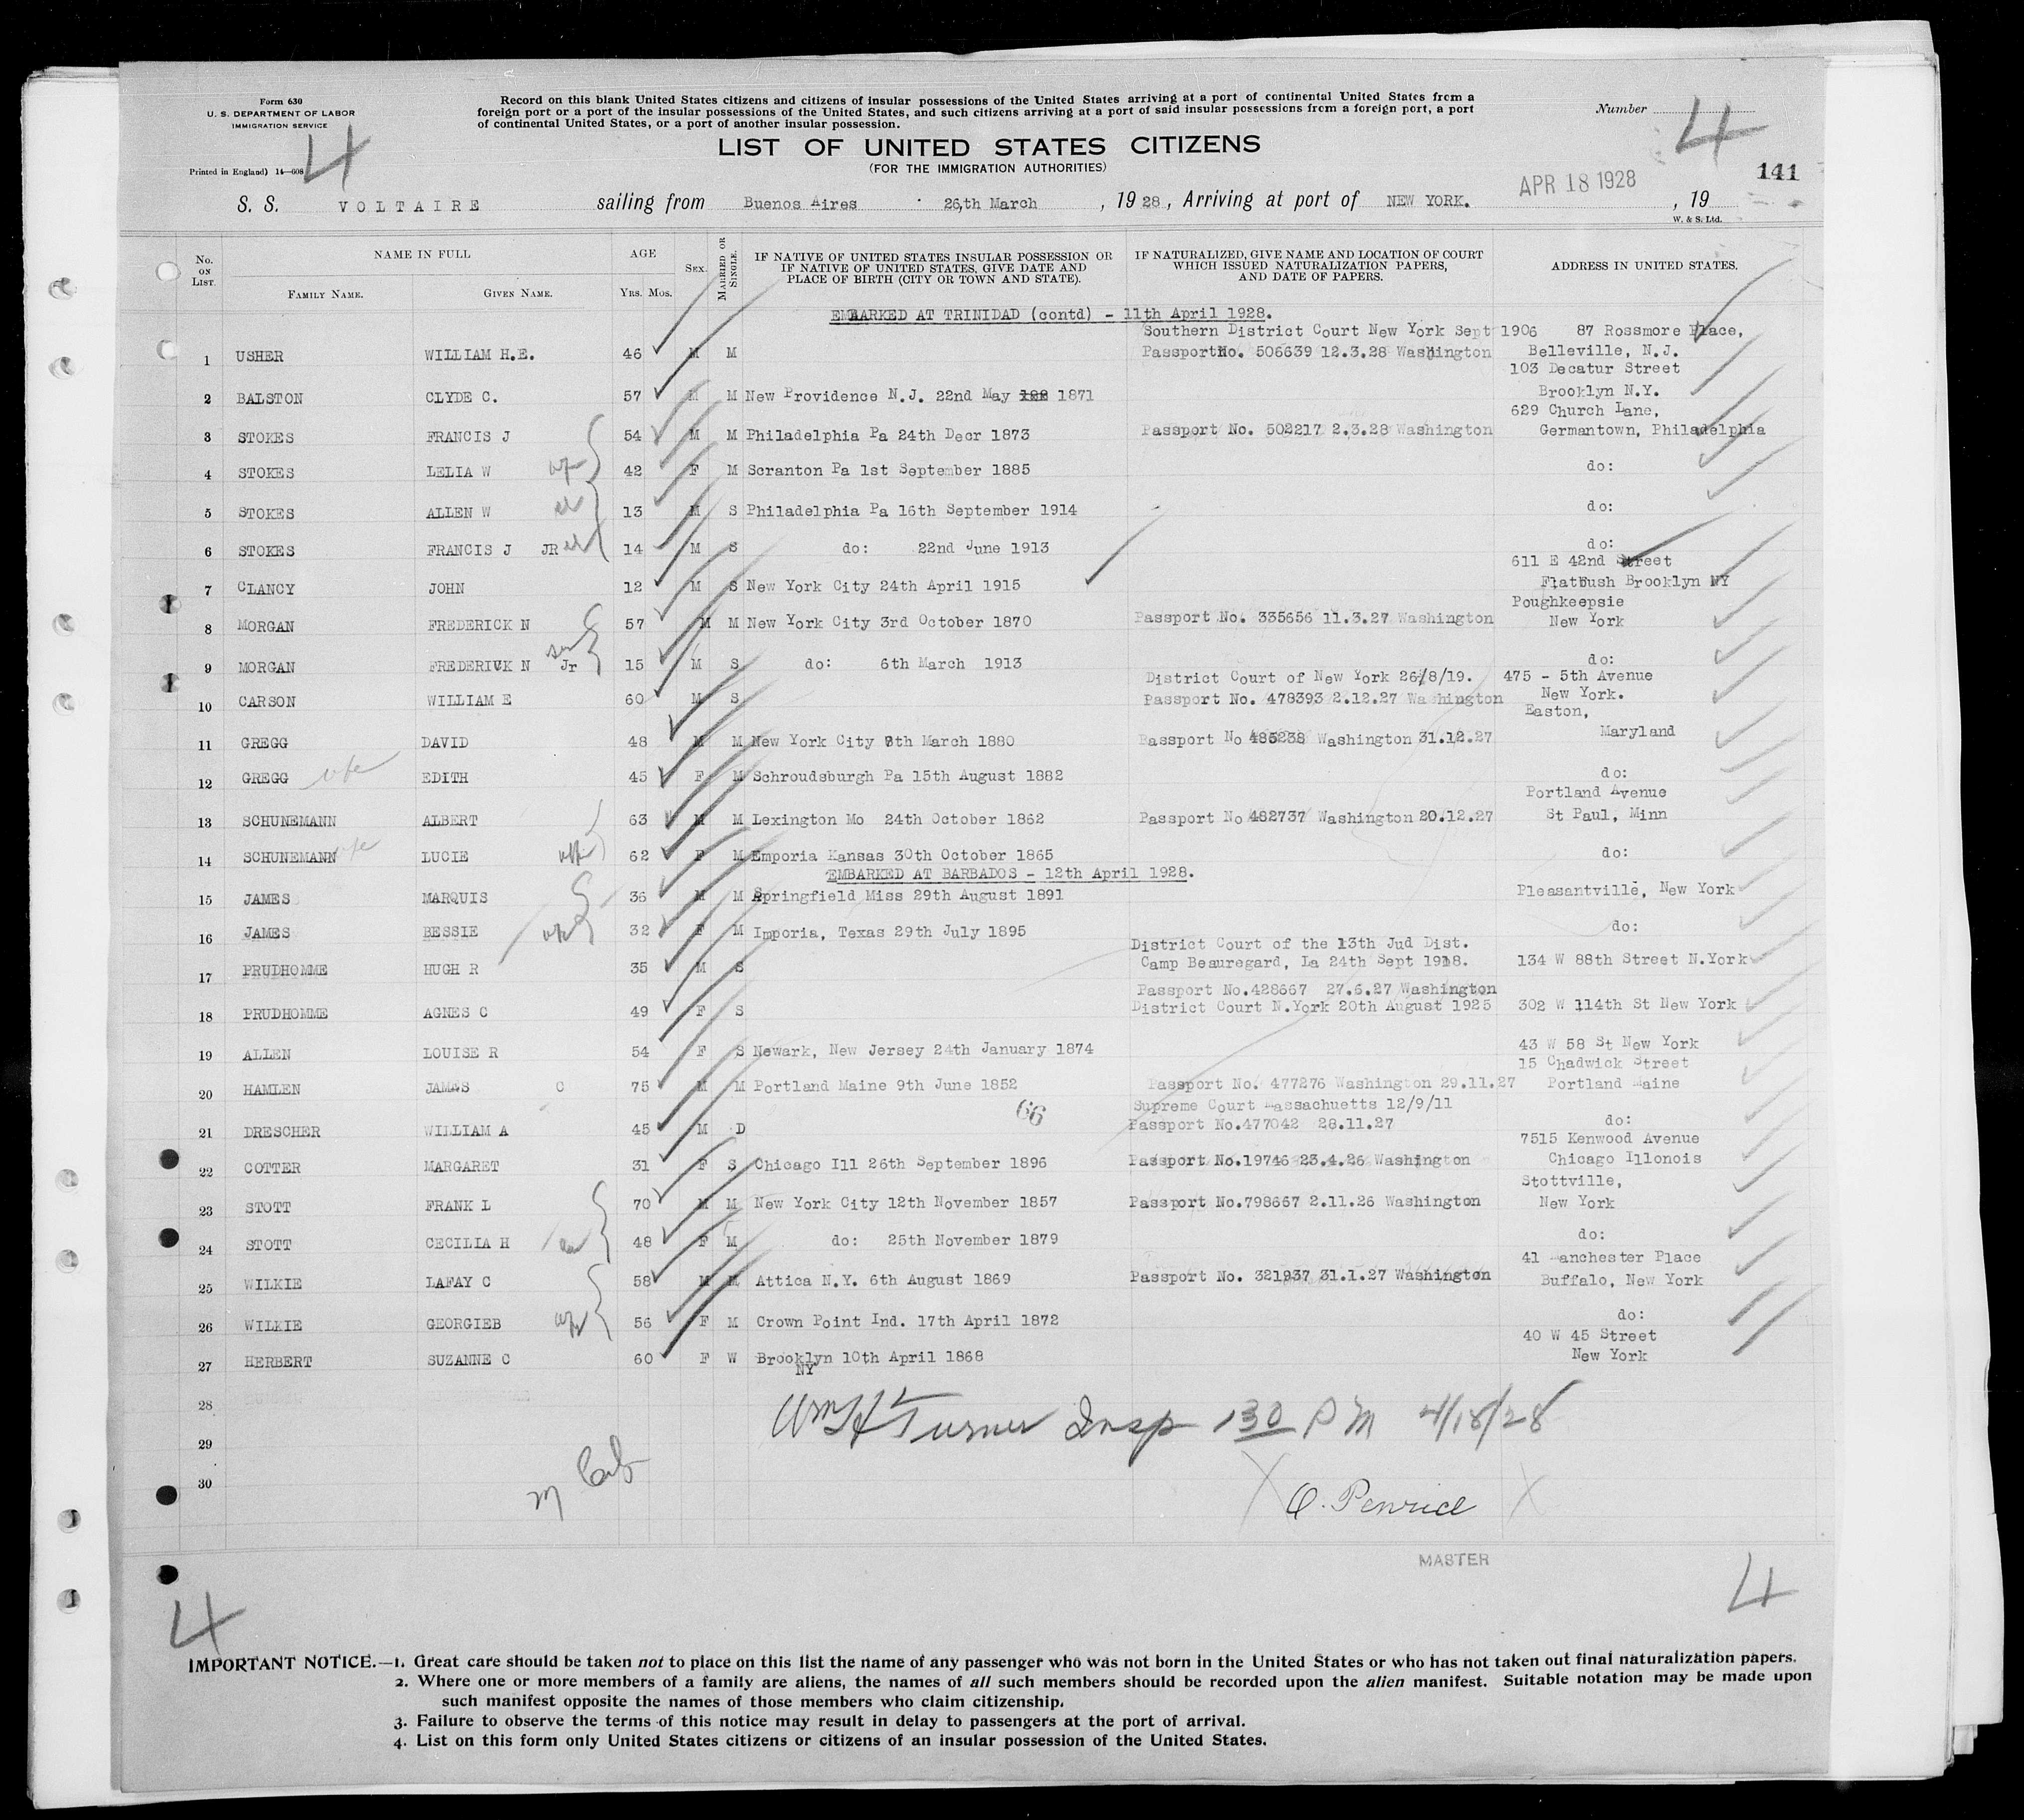 Form 630
U. S. DEPARTMENT OF LABOR
IMMIGRATION SERVICE
Printed in England) 14—608
4
Record on this blank United States citizens and citizens of insular possessions of the United States arriving at a port of continental United States from a
foreign port or a port of the insular possessions of the United States, and such citizens arriving at a port of said insular possessions from a foreign port, a port
of continental United States, or a port of another insular possession.
Number
4
LIST OF UNITED STATES CITIZENS
(FOR THE IMMIGRATION AUTHORITIES)
APR 18 1928
141
S. S. VOLTAIRE sailing from Buenos Aires 26,th March , 19 28 , Arriving at port of NEW YORK. , 19
W. & S. Ltd.
No. ON LIST. NAME IN FULL FAMILY NAME. GIVEN NAME. AGE YRS. MOS. SEX. MARRIED OR SINGLE. IF NATIVE OF UNITED STATES INSULAR POSSESSION OR IF NATIVE OF UNITED STATES, GIVE DATE AND PLACE OF BIRTH (CITY OR TOWN AND STATE). IF NATURALIZED, GIVE NAME AND LOCATION OF COURT WHICH ISSUED NATURALIZATION PAPERS, AND DATE OF PAPERS. ADDRESS IN UNITED STATES.
EMBARKED AT TRINIDAD (contd) - 11th April 1928.
Southern District Court New York Sept 1906 87 Rossmore Place,
1 USHER WILLIAM H.E. 46 M M Passport No. 506639 12.3.28 Washington Belleville, N.J.
103 Decatur Street
2 BALSTON CLYDE C. 57 M M New Providence N.J. 22nd May 188 1871 Brooklyn N.Y.
629 Church Lane,
3 STOKES FRANCIS J 54 M M Philadelphia Pa 24th Decr 1873 Passport No. 502217 2.3.28 Washington Germantown, Philadelphia
4 STOKES LELIA W wife 42 F M Scranton Pa 1st September 1885 do:
5 STOKES ALLEN W 13 M S Philadelphia Pa 16th September 1914 do:
6 STOKES FRANCIS J JR 14 M S do: 22nd June 1913 do:
611 E 42nd Street
7 CLANCY JOHN 12 M S New York City 24th April 1915 Flatbush Brooklyn NY
Poughkeepsie
8 MORGAN FREDERICK N 57 M M New York City 3rd October 1870 Passport No. 335656 11.3.27 Washington New York
9 MORGAN FREDERICK N Jr son 15 M S do: 6th March 1913 do:
District Court of New York 26/8/19. 475 - 5th Avenue
10 CARSON WILLIAM E 60 M S Passport No. 478393 2.12.27 Washington New York.
Easton,
11 GREGG DAVID 48 M M New York City 8th March 1880 Passport No 485238 Washington 31.12.27 Maryland
12 GREGG wife EDITH 45 F M Schroudsburgh Pa 15th August 1882 do:
Portland Avenue
13 SCHUNEMANN ALBERT 63 M M Lexington Mo 24th October 1862 Passport No 482737 Washington 20.12.27 St Paul, Minn
14 SCHUNEMANN wife LUCIE wife 62 F M Emporia Kansas 30th October 1865 do:
EMBARKED AT BARBADOS - 12th April 1928.
15 JAMES MARQUIS 36 M M Springfield Miss 29th August 1891 Pleasantville, New York
16 JAMES BESSIE wife 32 F M Imporia, Texas 29th July 1895 do:
District Court of the 13th Jud Dist.
17 PRUDHOMME HUGH R 35 M S Camp Beauregard, La 24th Sept 1918. 134 W 88th Street N.York
Passport No.428667 27.6.27 Washington
18 PRUDHOMME AGNES C 49 F S District Court N.York 20th August 1925 302 W 114th St New York
19 ALLEN LOUISE R 54 F S Newark, New Jersey 24th January 1874 43 W 58 St New York
15 Chadwick Street
20 HAMLEN JAMES C 75 M M Portland Maine 9th June 1852 Passport No. 477276 Washington 29.11.27 Portland Maine
66 Supreme Court Massachuetts 12/9/11
21 DRESCHER WILLIAM A 45 M D Passport No.477042 28.11.27 do:
7515 Kenwood Avenue
22 COTTER MARGARET 31 F S Chicago Ill 26th September 1896 Passport No.19746 23.4.26 Washington Chicago Illonois
Stottville,
23 STOTT FRANK L 70 M M New York City 12th November 1857 Passport No.798667 2.11.26 Washington New York
24 STOTT CECILIA H 48 F M do: 25th November 1879 do:
41 Manchester Place
25 WILKIE LAFAY C 58 M M Attica N.Y. 6th August 1869 Passport No. 321937 31.1.27 Washington Buffalo, New York
26 WILKIE GEORGIEB wife 56 F M Crown Point Ind. 17th April 1872 do:
40 W 45 Street
27 HERBERT SUZANNE C 60 F W Brooklyn 10th April 1868 New York
NY
28
Wm H Turner Insp 130 P M 4/18/28
29
30
MASTER
4
4
IMPORTANT NOTICE.—1. Great care should be taken not to place on this list the name of any passenger who was not born in the United States or who has not taken out final naturalization papers.
2. Where one or more members of a family are aliens, the names of all such members should be recorded upon the alien manifest. Suitable notation may be made upon
such manifest opposite the names of those members who claim citizenship.
3. Failure to observe the terms of this notice may result in delay to passengers at the port of arrival.
4. List on this form only United States citizens or citizens of an insular possession of the United States.